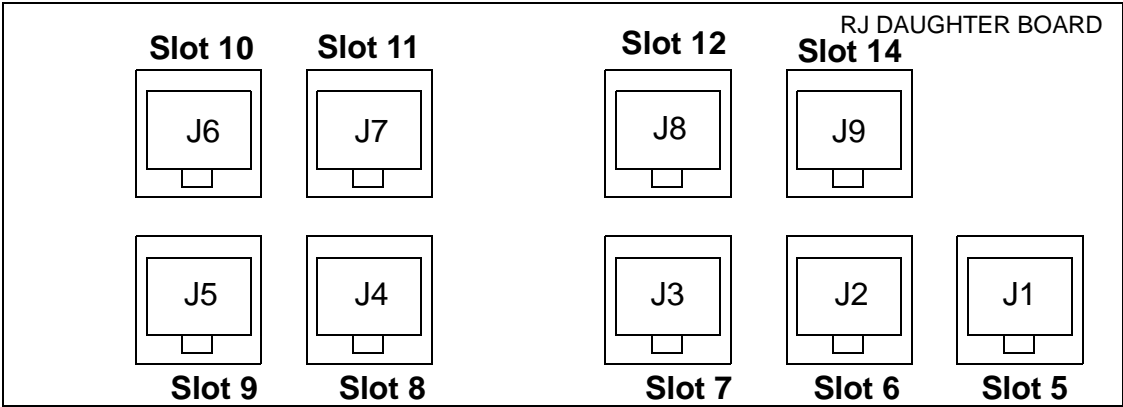 RJ DAUGHTER BOARD
Slot 10 Slot 11 Slot 12 Slot 14
J6 J7 J8 J9
J5 J4 J3 J2 J1
Slot 9 Slot 8 Slot 7 Slot 6 Slot 5